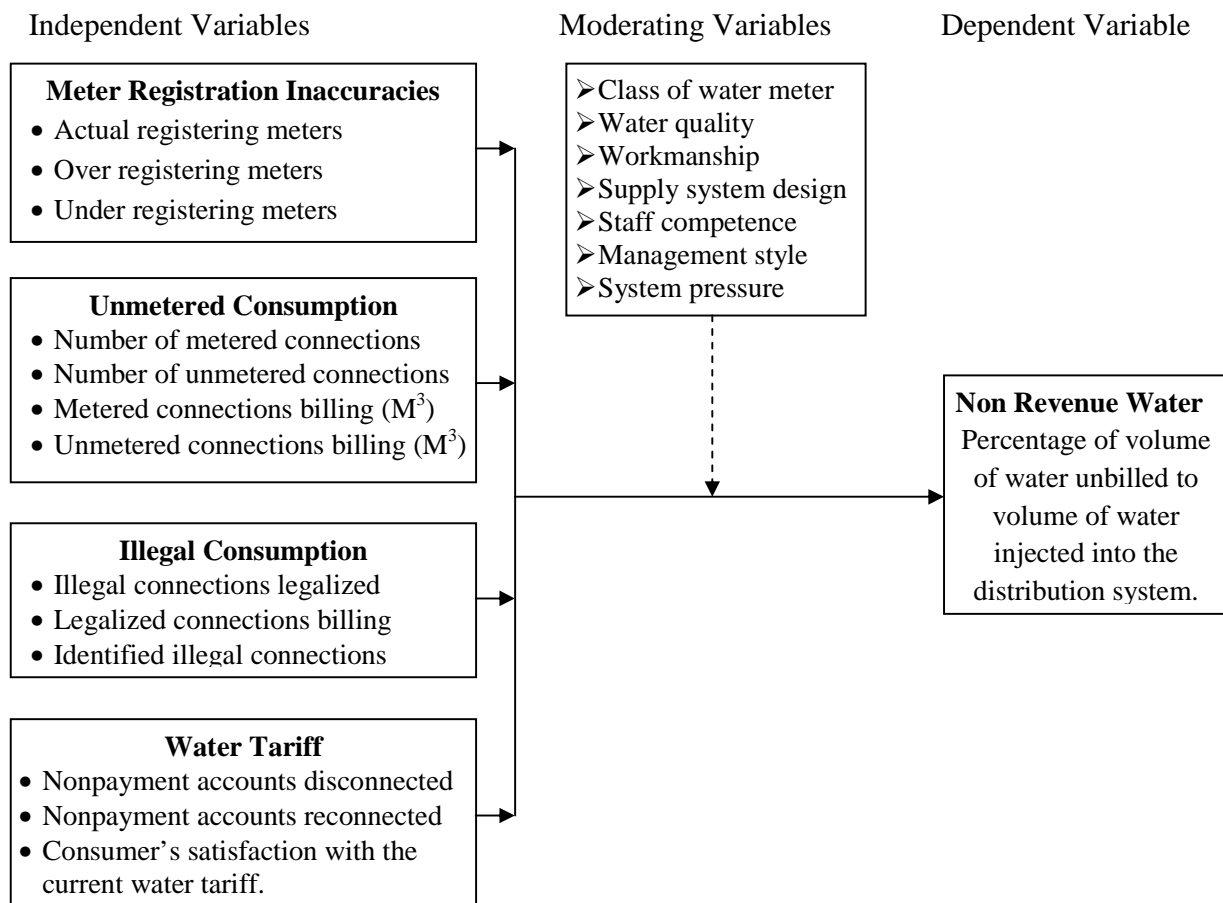 Independent Variables
Moderating Variables
Dependent Variable
Meter Registration Inaccuracies
• Actual registering meters
• Over registering meters
• Under registering meters
Unmetered Consumption
• Number of metered connections
• Number of unmetered connections
• Metered connections billing (M³)
• Unmetered connections billing (M³)
Illegal Consumption
• Illegal connections legalized
• Legalized connections billing
• Identified illegal connections
Water Tariff
• Nonpayment accounts disconnected
• Nonpayment accounts reconnected
• Consumer’s satisfaction with the
current water tariff.
➢Class of water meter
➢Water quality
➢Workmanship
➢Supply system design
➢Staff competence
➢Management style
➢System pressure
Non Revenue Water
Percentage of volume
of water unbilled to
volume of water
injected into the
distribution system.